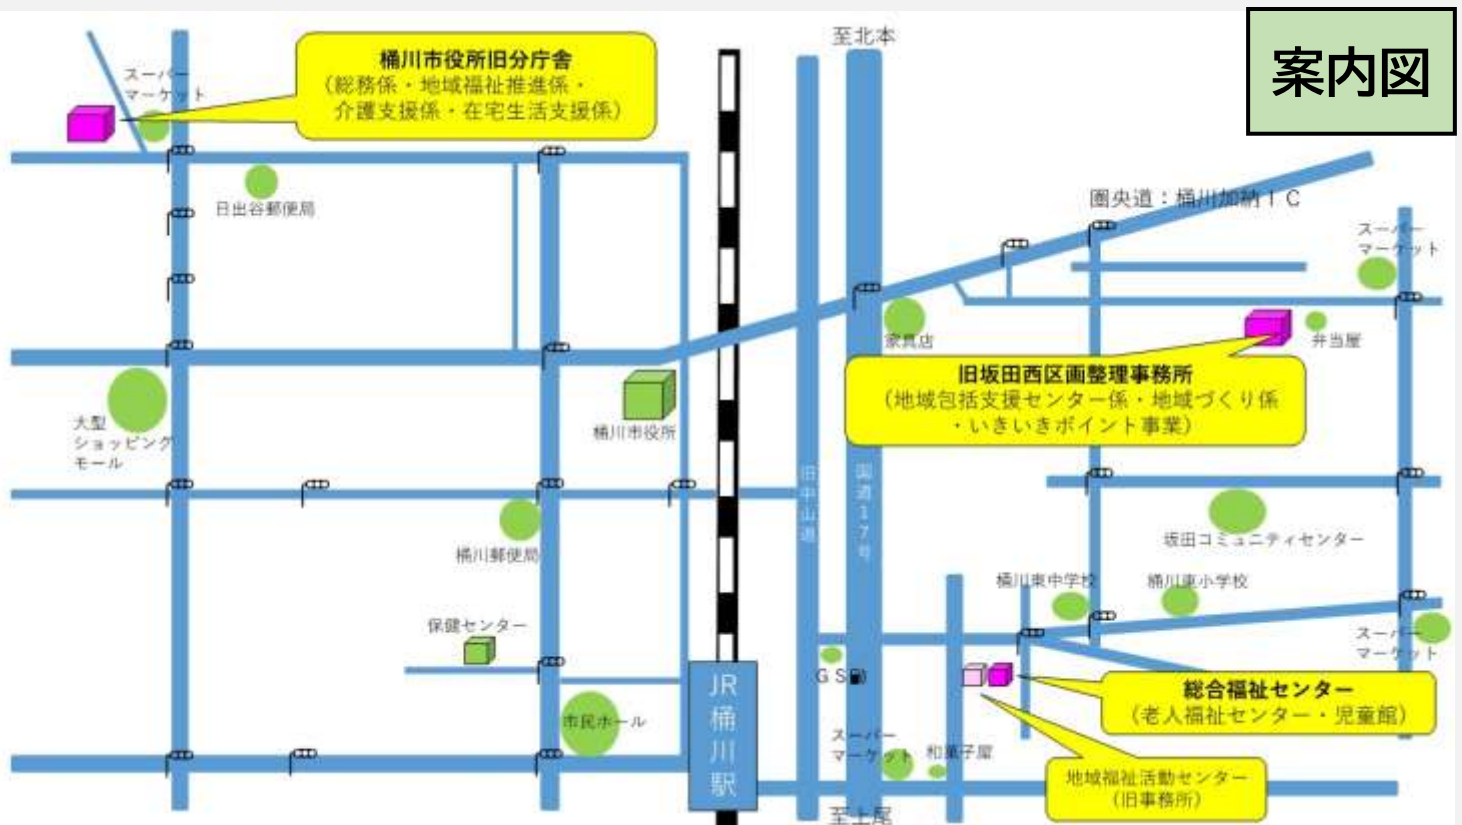 案内図
至北本
桶川市役所旧分庁舎
（総務係・地域福祉推進係・
介護支援係・在宅生活支援係）
スーパー
マーケット
日出谷郵便局
圏央道：桶川加納ＩＣ
スーパー
マーケット
家具店
弁当屋
旧坂田西区画整理事務所
（地域包括支援センター係・地域づくり係
・いきいきポイント事業）
大型
ショッピング
モール
桶川市役所
旧中山道
国道17号
桶川郵便局
坂田コミュニティセンター
桶川東中学校
桶川東小学校
保健センター
スーパー
マーケット
ＧＳ
総合福祉センター
（老人福祉センター・児童館）
JR桶川駅
市民ホール
スーパー
マーケット
和菓子屋
地域福祉活動センター
（旧事務所）
至上尾